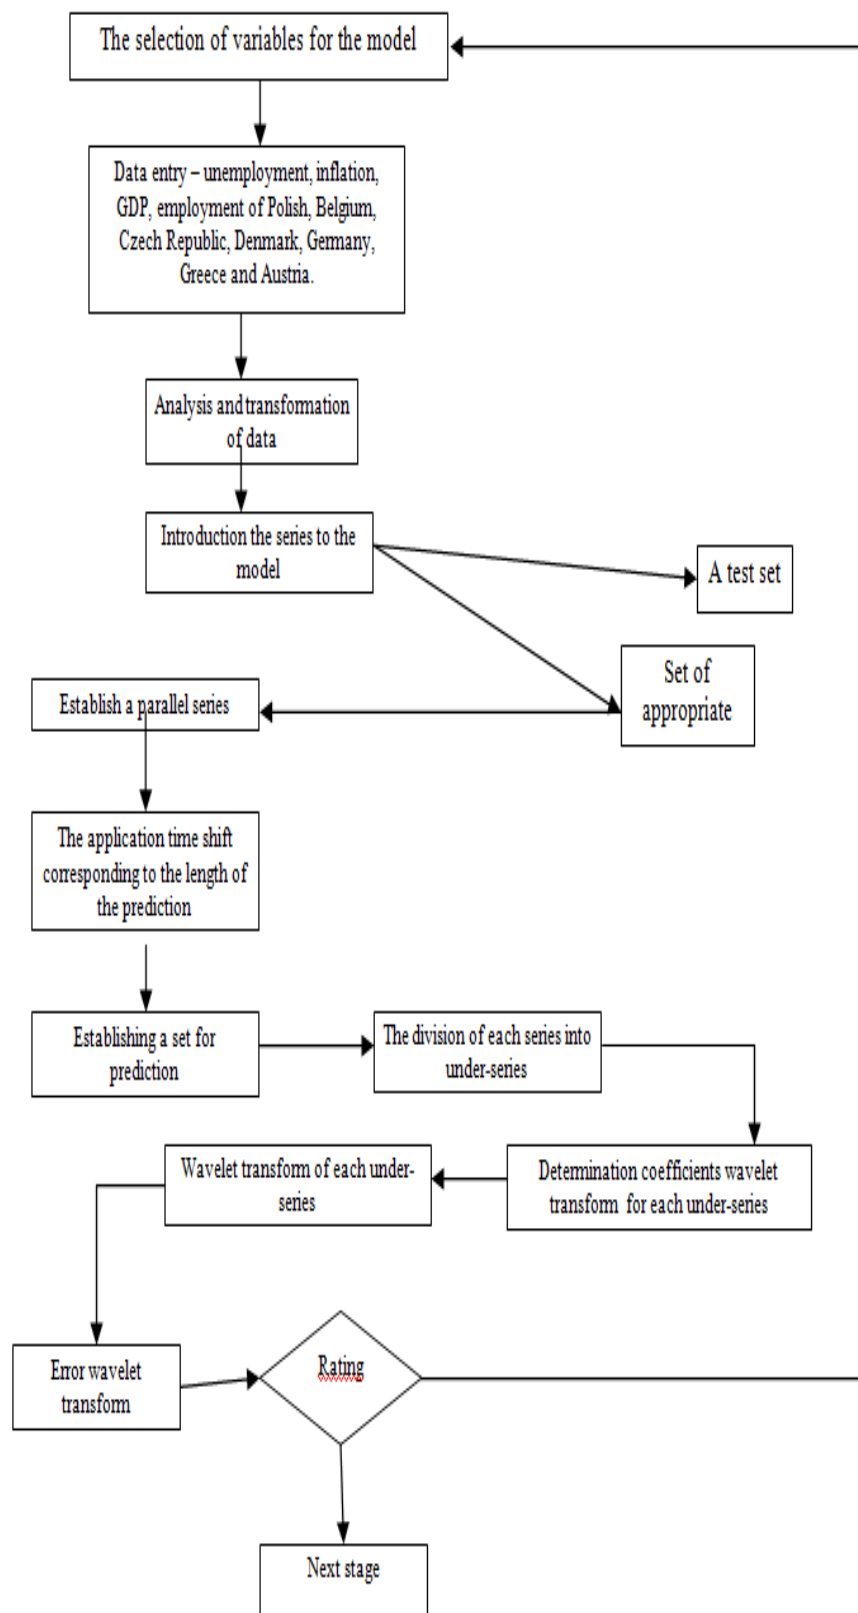 The selection of variables for the model
Data entry – unemployment, inflation,
GDP, employment of Polish, Belgium,
Czech Republic, Denmark, Germany,
Greece and Austria.
Analysis and transformation
of data
Introduction the series to the
model
A test set
Set of
appropriate
Establish a parallel series
The application time shift
corresponding to the length of
the prediction
Establishing a set for
prediction
The division of each series into
under-series
Determination coefficients wavelet
transform for each under-series
Wavelet transform of each under-
series
Error wavelet
transform
Rating
Next stage